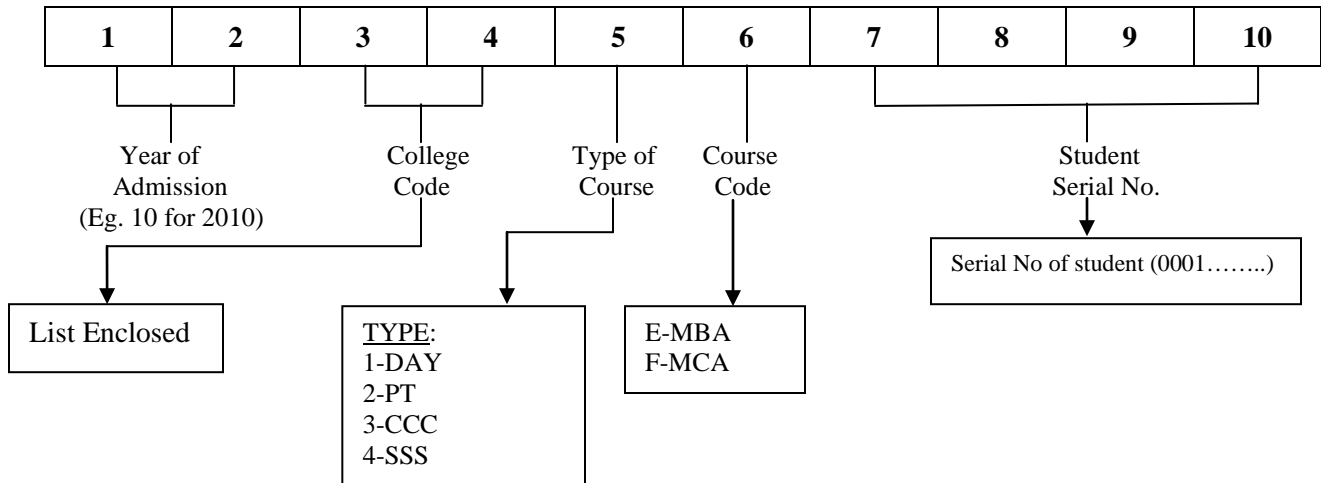 1 2 3 4 5 6 7 8 9 10
Year of
Admission
(Eg. 10 for 2010)
College
Code
Type of
Course
Course
Code
Student
Serial No.
List Enclosed
TYPE:
1-DAY
2-PT
3-CCC
4-SSS
E-MBA
F-MCA
Serial No of student (0001……..)